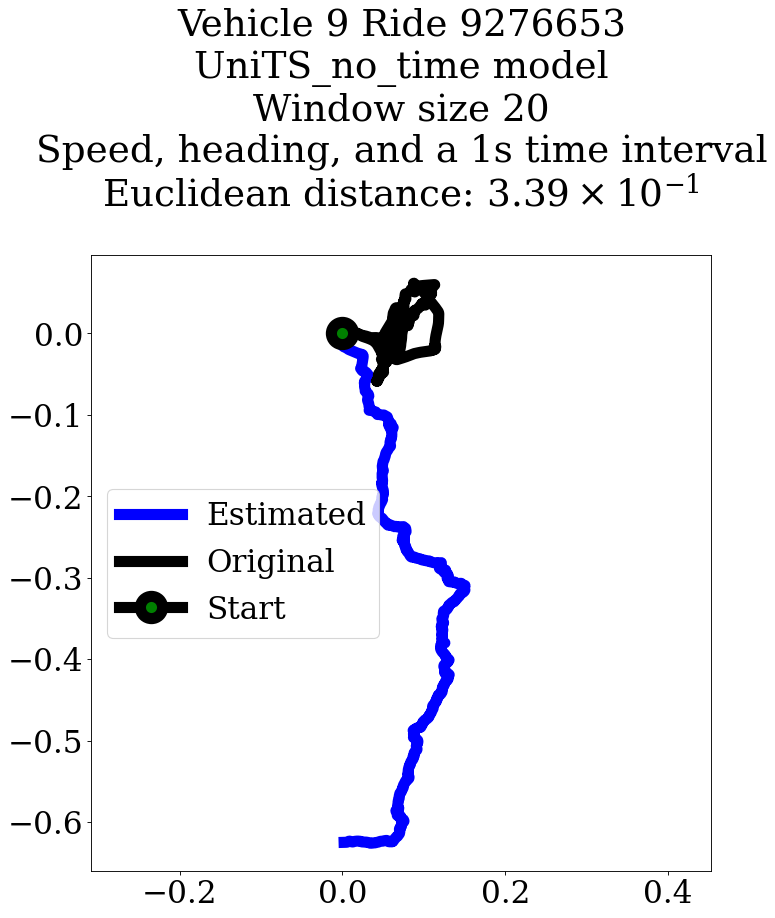 Vehicle 9 Ride 9276653
UniTS_no_time model
Window size 20
Speed, heading, and a 1s time interval
Euclidean distance: 3.39 × 10⁻¹
0.0
−0.1
−0.2
−0.3
−0.4
−0.5
−0.6
Estimated
Original
Start
−0.2 0.0 0.2 0.4